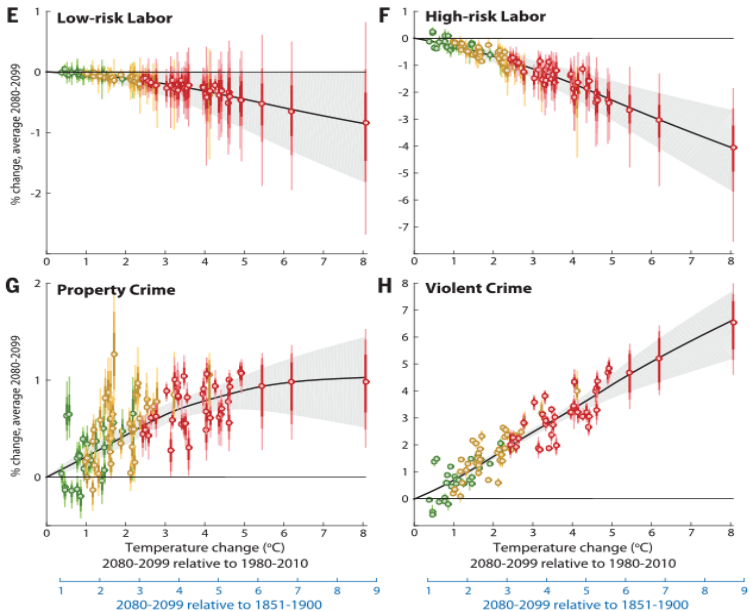 E Low-risk Labor
F High-risk Labor
% change, average 2080-2099
1
0
-1
-2
0 1 2 3 4 5 6 7 8
0
-1
-2
-3
-4
-5
-6
-7
0 1 2 3 4 5 6 7 8
G Property Crime
H Violent Crime
% change, average 2080-2099
2
1
0
0 1 2 3 4 5 6 7 8
Temperature change (°C)
2080-2099 relative to 1980-2010
1 2 3 4 5 6 7 8 9
2080-2099 relative to 1851-1900
8
7
6
5
4
3
2
1
0
0 1 2 3 4 5 6 7 8
Temperature change (°C)
2080-2099 relative to 1980-2010
1 2 3 4 5 6 7 8 9
2080-2099 relative to 1851-1900